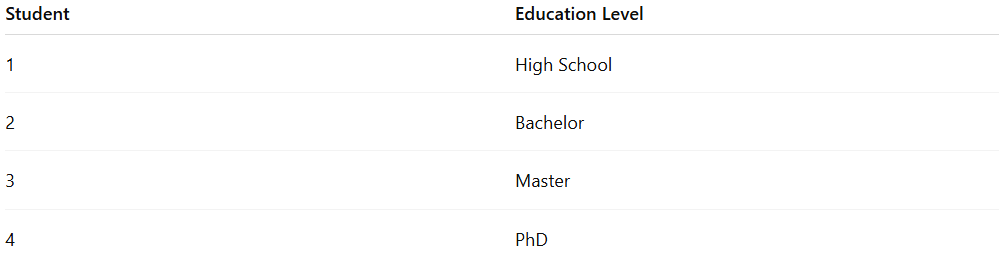 Student Education Level
1 High School
2 Bachelor
3 Master
4 PhD